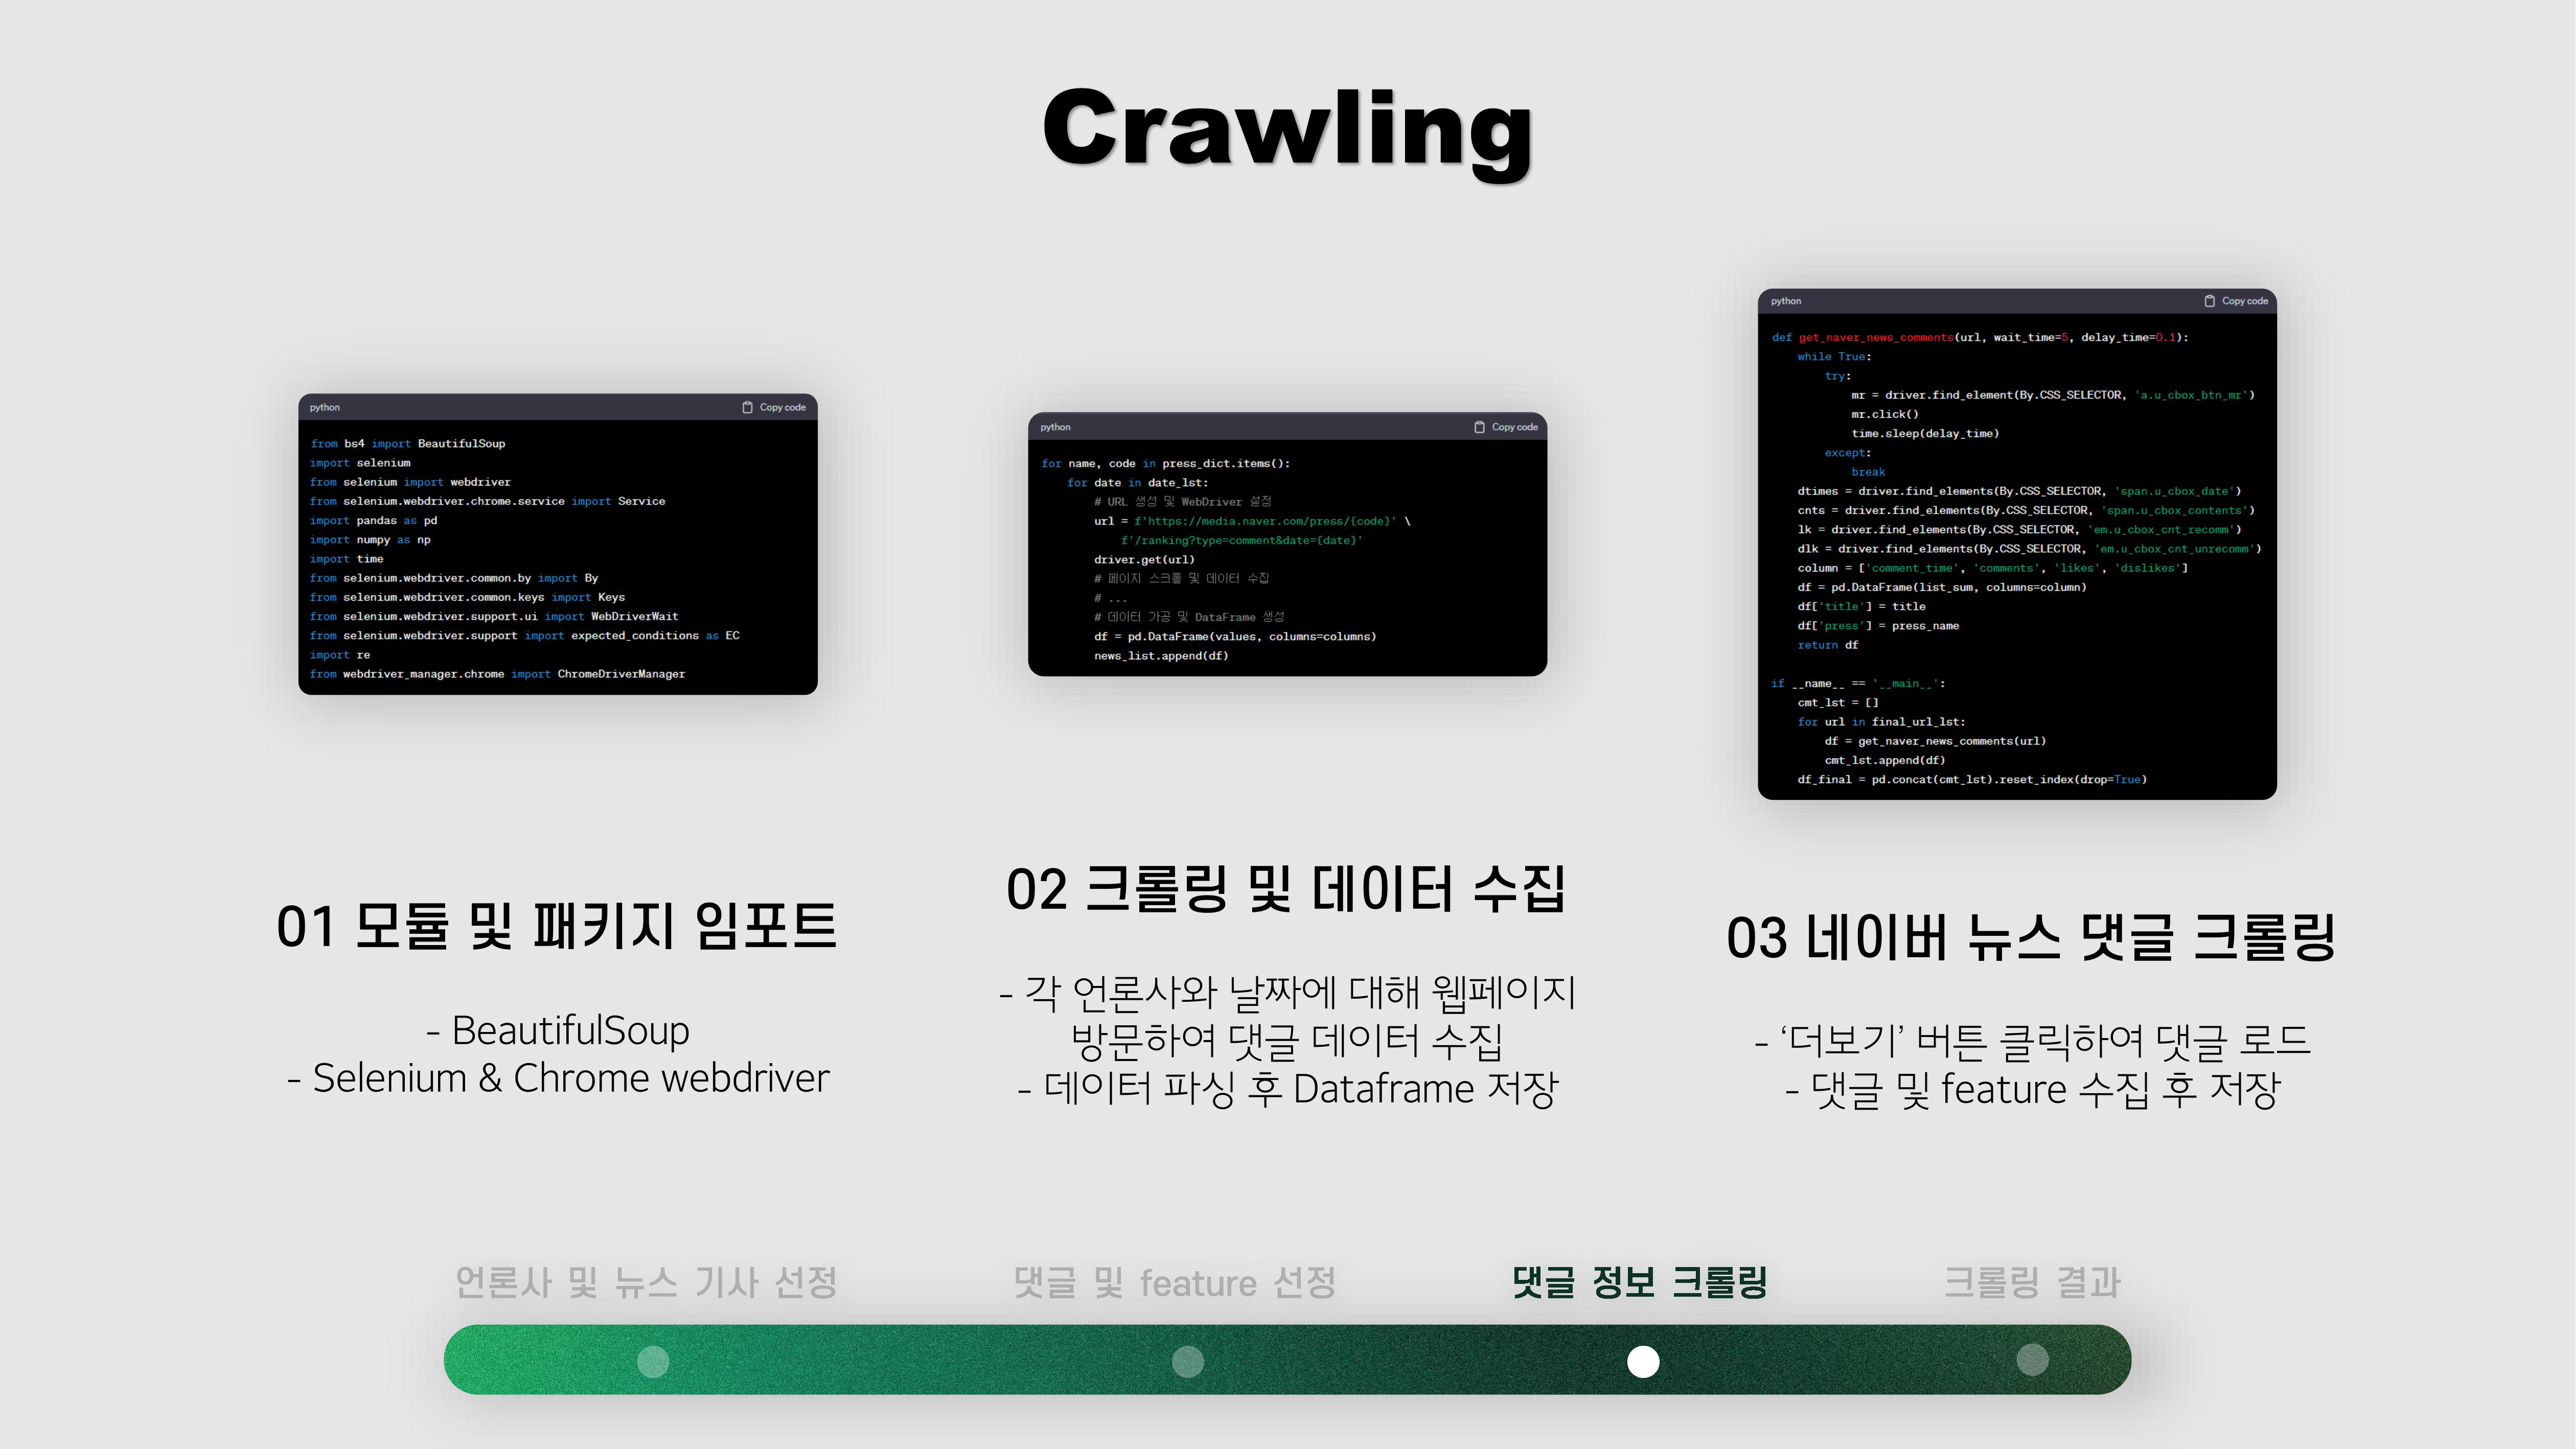 Crawling
python Copy code
from bs4 import BeautifulSoup
import selenium
from selenium import webdriver
from selenium.webdriver.chrome.service import Service
import pandas as pd
import numpy as np
import time
from selenium.webdriver.common.by import By
from selenium.webdriver.common.keys import Keys
from selenium.webdriver.support.ui import WebDriverWait
from selenium.webdriver.support import expected_conditions as EC
import re
from webdriver_manager.chrome import ChromeDriverManager
01 모듈 및 패키지 임포트
- BeautifulSoup
- Selenium & Chrome webdriver
python Copy code
for name, code in press_dict.items():
    for date in date_lst:
        # URL 생성 및 WebDriver 설정
        url = f'https://media.naver.com/press/{code}' \
            f'/ranking?type=comment&date={date}'
        driver.get(url)
        # 페이지 스크롤 및 데이터 수집
        # ...
        # 데이터 가공 및 DataFrame 생성
        df = pd.DataFrame(values, columns=columns)
        news_list.append(df)
02 크롤링 및 데이터 수집
- 각 언론사와 날짜에 대해 웹페이지
방문하여 댓글 데이터 수집
- 데이터 파싱 후 Dataframe 저장
python Copy code
def get_naver_news_comments(url, wait_time=5, delay_time=0.1):
    while True:
        try:
            mr = driver.find_element(By.CSS_SELECTOR, 'a.u_cbox_btn_mr')
            mr.click()
            time.sleep(delay_time)
        except:
            break
    dtimes = driver.find_elements(By.CSS_SELECTOR, 'span.u_cbox_date')
    cnts = driver.find_elements(By.CSS_SELECTOR, 'span.u_cbox_contents')
    lk = driver.find_elements(By.CSS_SELECTOR, 'em.u_cbox_cnt_recomm')
    dlk = driver.find_elements(By.CSS_SELECTOR, 'em.u_cbox_cnt_unrecomm')
    column = ['comment_time', 'comments', 'likes', 'dislikes']
    df = pd.DataFrame(list_sum, columns=column)
    df['title'] = title
    df['press'] = press_name
    return df
if __name__ == '__main__':
    cmt_lst = []
    for url in final_url_lst:
        df = get_naver_news_comments(url)
        cmt_lst.append(df)
    df_final = pd.concat(cmt_lst).reset_index(drop=True)
03 네이버 뉴스 댓글 크롤링
- ‘더보기’ 버튼 클릭하여 댓글 로드
- 댓글 및 feature 수집 후 저장
언론사 및 뉴스 기사 선정
댓글 및 feature 선정
댓글 정보 크롤링
크롤링 결과